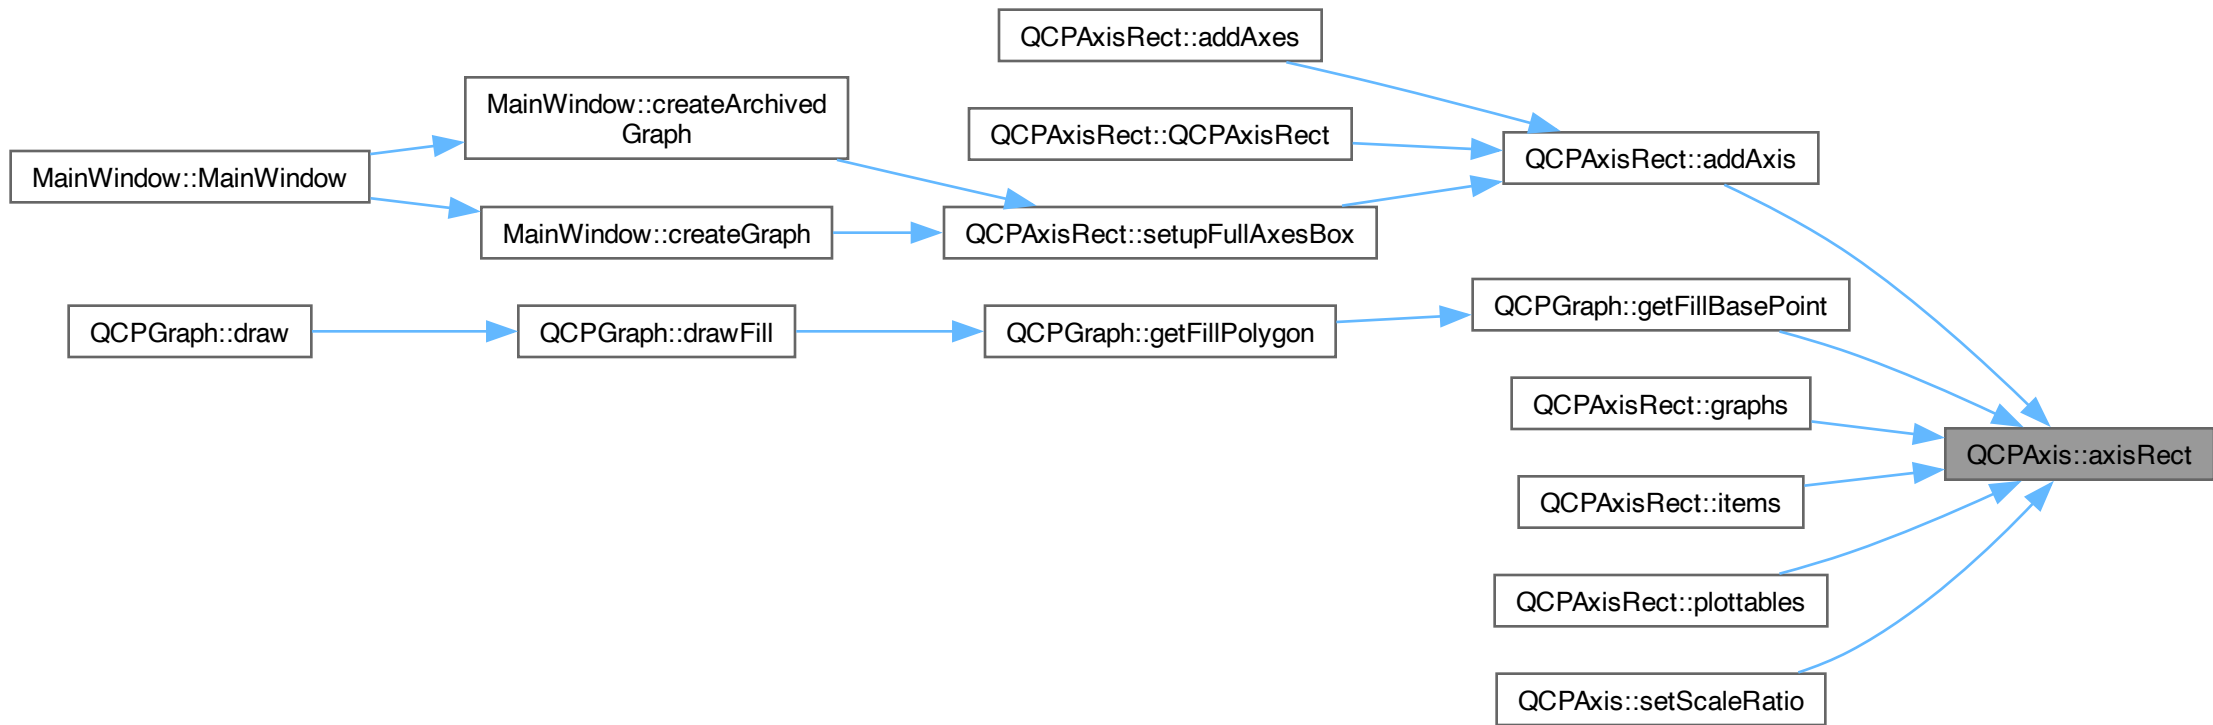 QCPAxisRect::addAxes
MainWindow::createArchived
Graph
QCPAxisRect::QCPAxisRect
QCPAxisRect::addAxis
MainWindow::MainWindow
MainWindow::createGraph
QCPAxisRect::setupFullAxesBox
QCPGraph::draw
QCPGraph::drawFill
QCPGraph::getFillPolygon
QCPGraph::getFillBasePoint
QCPAxisRect::graphs
QCPAxis::axisRect
QCPAxisRect::items
QCPAxisRect::plottables
QCPAxis::setScaleRatio